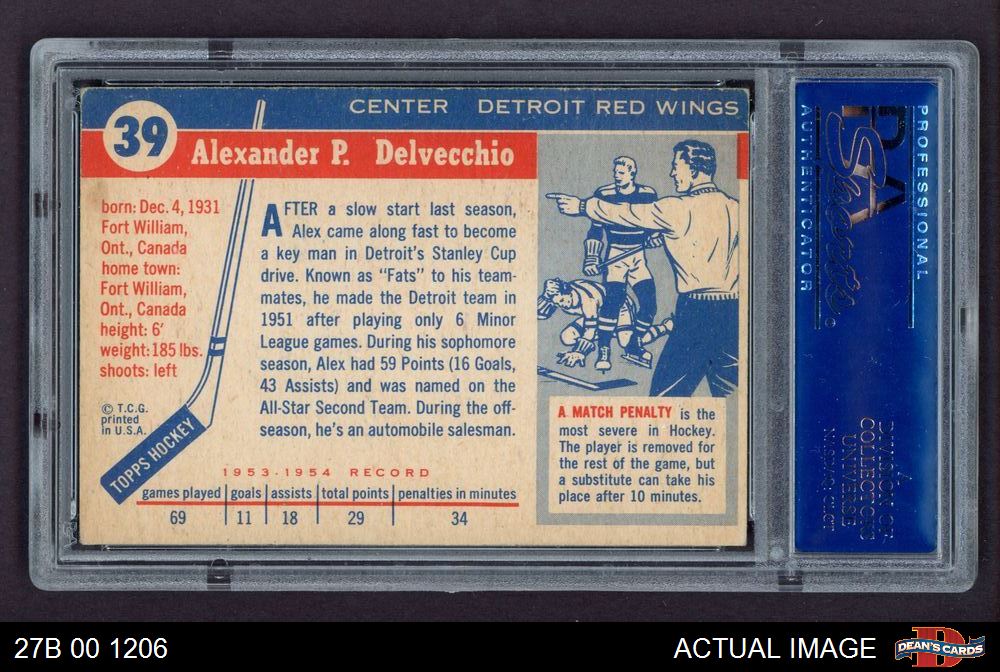 CENTER DETROIT RED WINGS
39
Alexander P. Delvecchio
born: Dec. 4, 1931
Fort William,
Ont., Canada
home town:
Fort William,
Ont., Canada
height: 6'
weight: 185 lbs.
shoots: left
© T.C.G.
printed
in U.S.A.
TOPPS HOCKEY
AFTER a slow start last season,
Alex came along fast to become
a key man in Detroit's Stanley Cup
drive. Known as "Fats" to his team-
mates, he made the Detroit team in
1951 after playing only 6 Minor
League games. During his sophomore
season, Alex had 59 Points (16 Goals,
43 Assists) and was named on the
All-Star Second Team. During the off-
season, he's an automobile salesman.
1953-1954 RECORD
games played goals assists total points penalties in minutes
69 11 18 29 34
A MATCH PENALTY is the
most severe in Hockey.
The player is removed for
the rest of the game, but
a substitute can take his
place after 10 minutes.
PROFESSIONAL
PSA
Sports
AUTHENTICATOR
A DIVISION OF
COLLECTORS
UNIVERSE
NASDAQ: CLCT
27B 00 1206
ACTUAL IMAGE
DEAN'S CARDS